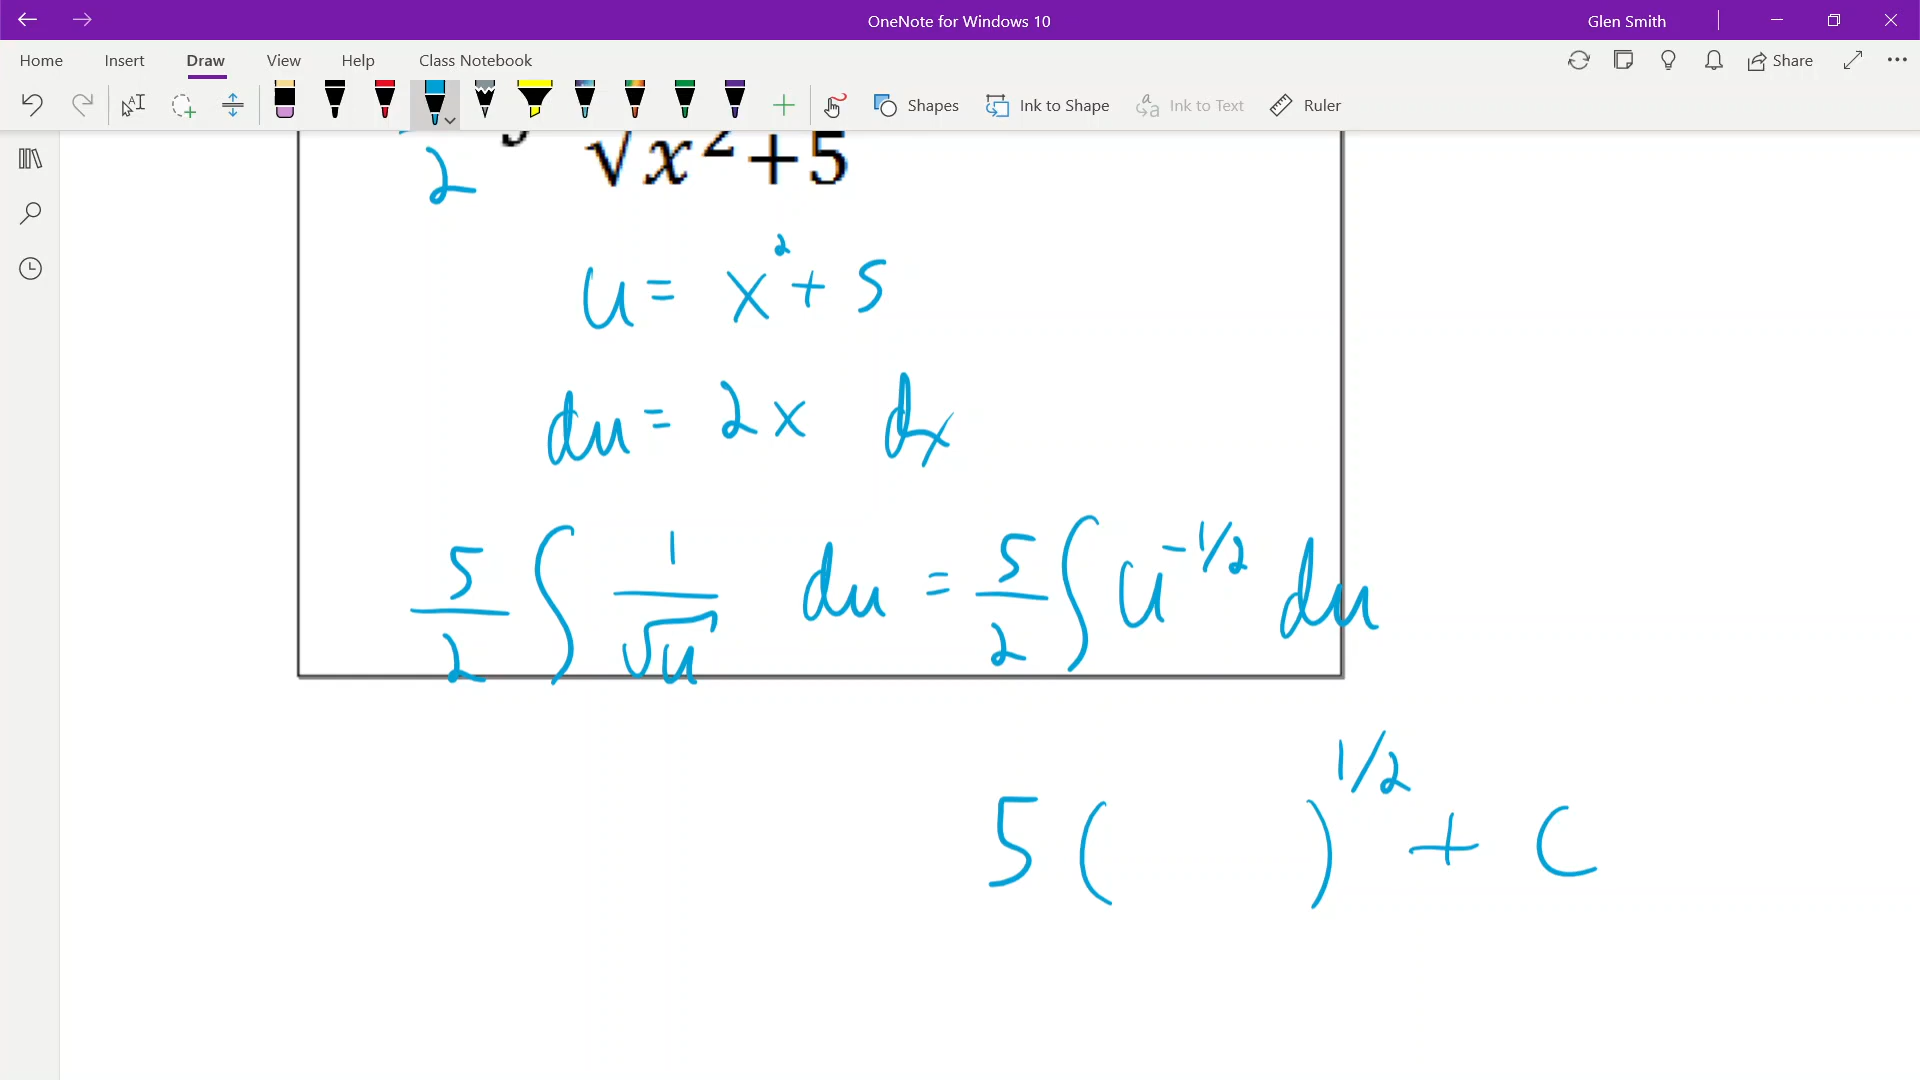 OneNote for Windows 10
Glen Smith
Home Insert Draw View Help Class Notebook Share
Shapes Ink to Shape Ink to Text Ruler
2 √x²+5
u = x² + 5
du = 2x dx
5/2 ∫ 1/√u du = 5/2 ∫ u^-1/2 du
5( )^1/2 + C